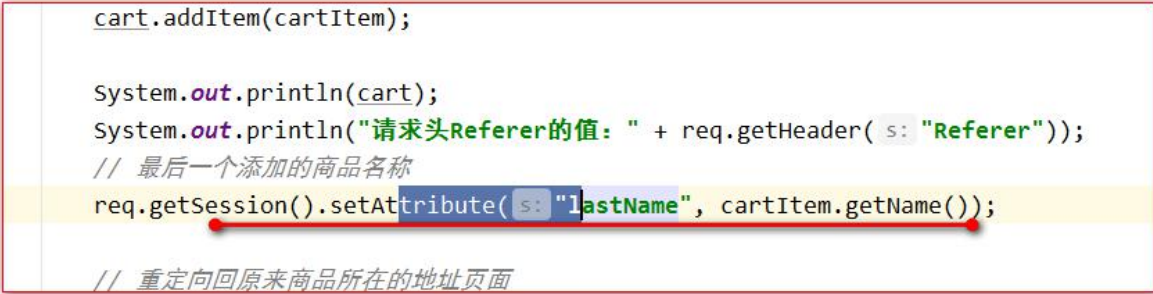 cart.addItem(cartItem);
System.out.println(cart);
System.out.println("请求头Referer的值：" + req.getHeader( s: "Referer"));
// 最后一个添加的商品名称
req.getSession().setAttribute( s: "lastName", cartItem.getName());
// 重定向回原来商品所在的地址页面